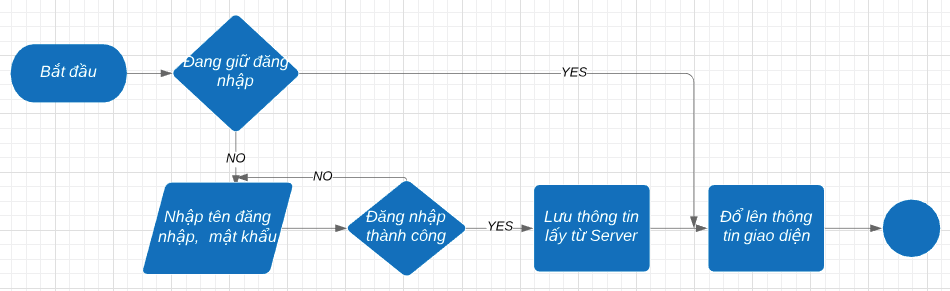 Bắt đầu
Đang giữ đăng
nhập
YES
NO
NO
Nhập tên đăng
nhập, mật khẩu
Đăng nhập
thành công
YES
Lưu thông tin
lấy từ Server
Đổ lên thông
tin giao diện